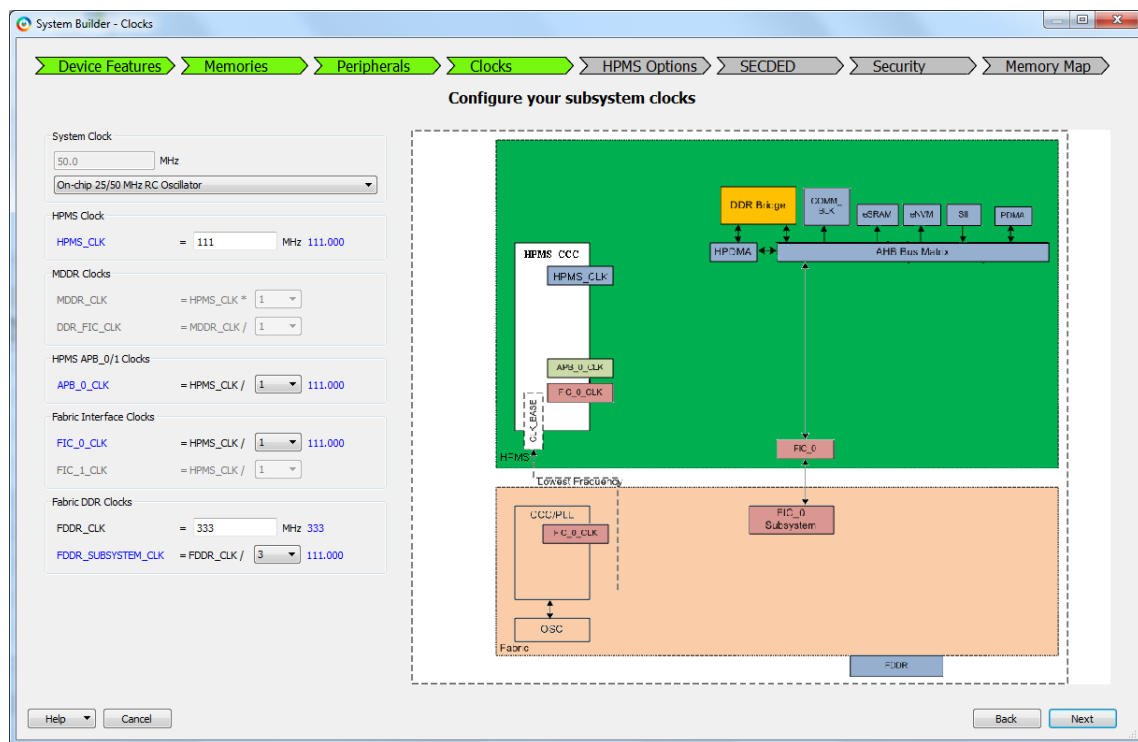 System Builder - Clocks
Device Features
Memories
Peripherals
Clocks
HPMS Options
SECDED
Security
Memory Map
Configure your subsystem clocks
System Clock
50.0 MHz
On-chip 25/50 MHz RC Oscillator
HPMS Clock
HPMS_CLK = 111 MHz 111.000
MDDR Clocks
MDDR_CLK = HPMS_CLK * 1
DDR_FIC_CLK = MDDR_CLK / 1
HPMS APB_0/1 Clocks
APB_0_CLK = HPMS_CLK / 1 111.000
Fabric Interface Clocks
FIC_0_CLK = HPMS_CLK / 1 111.000
FIC_1_CLK = HPMS_CLK / 1
Fabric DDR Clocks
FDDR_CLK = 333 MHz 333
FDDR_SUBSYSTEM_CLK = FDDR_CLK / 3 111.000
DDR Bridge
COMM_
BLK
eSRAM
eNVM
SII
PDMA
HPDMA
AHB Bus Matrix
HPMS CCC
HPMS_CLK
APB_0_CLK
FIC_0_CLK
CLK_BASE
HPMS
FIC_0
Lowest Frequency
CCC/PLL
FIC_0_CLK
FIC_0
Subsystem
OSC
Fabric
FDDR
Help
Cancel
Back
Next